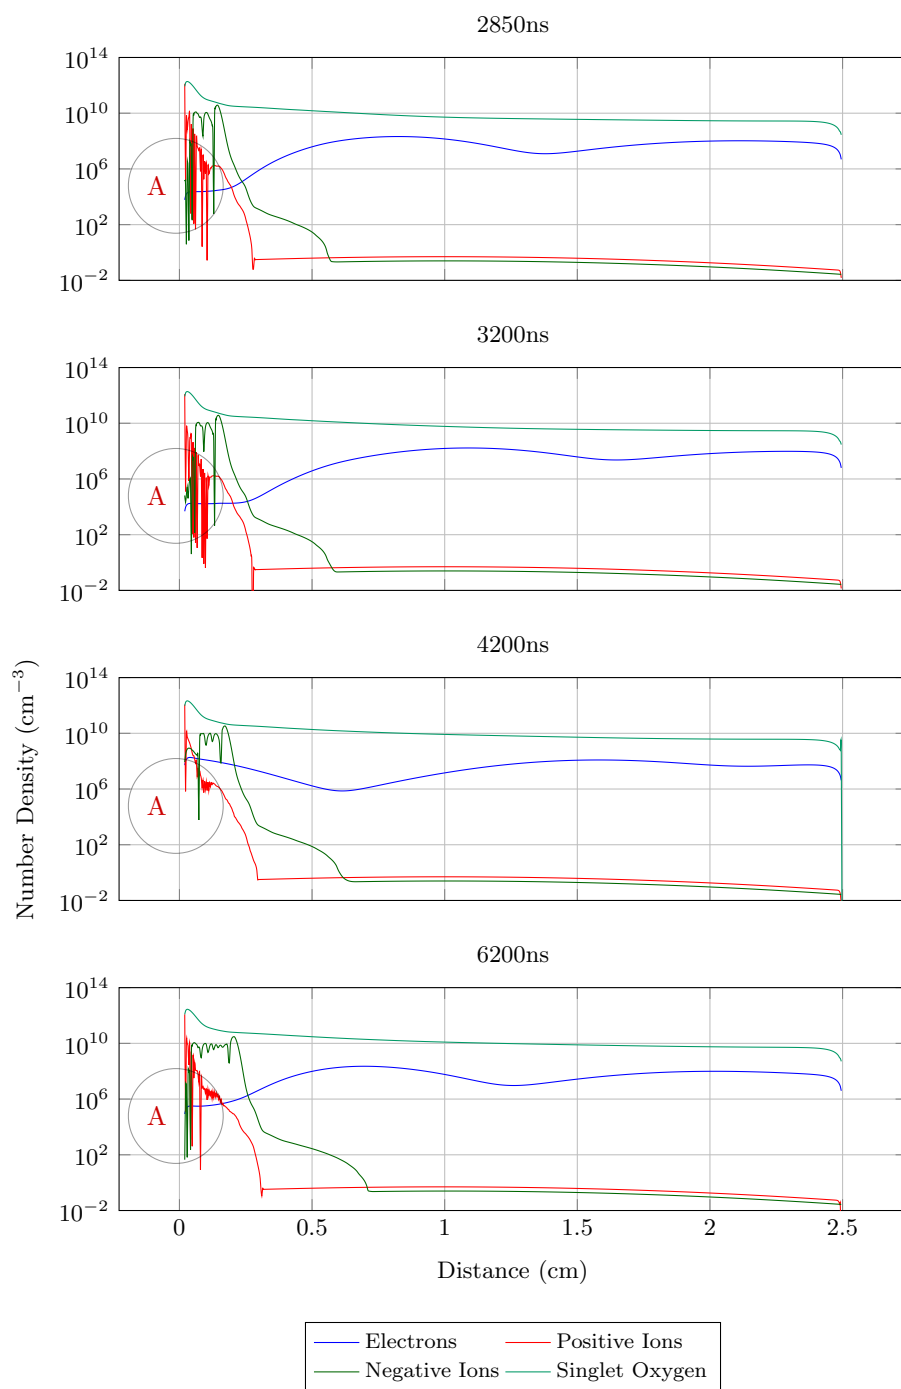 2850ns
10^14
10^10
10^6
A
10^2
10^−2
3200ns
10^14
10^10
10^6
A
10^2
10^−2
4200ns
10^14
10^10
10^6
A
10^2
10^−2
Number Density (cm^−3)
6200ns
10^14
10^10
10^6
A
10^2
10^−2
0 0.5 1 1.5 2 2.5
Distance (cm)
Electrons Positive Ions
Negative Ions Singlet Oxygen